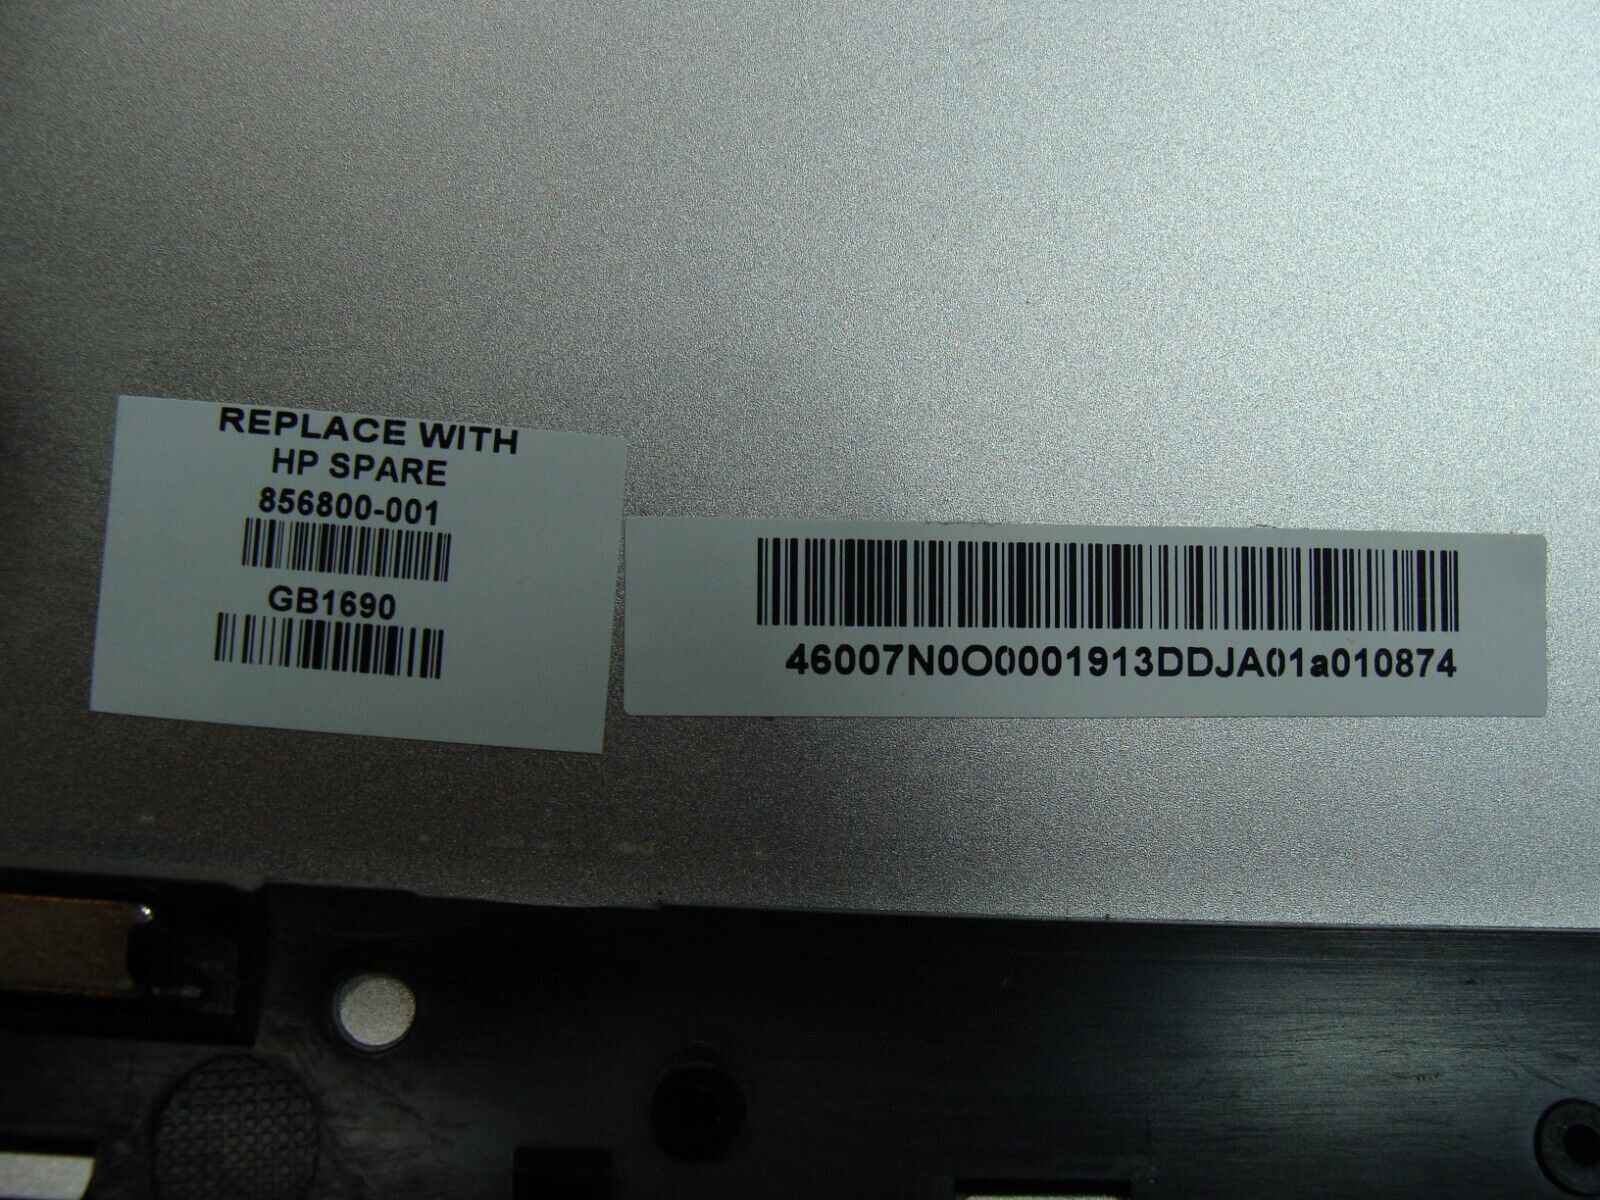 REPLACE WITH
HP SPARE
856800-001
GB1690
46007N0O0001913DDJA01a010874